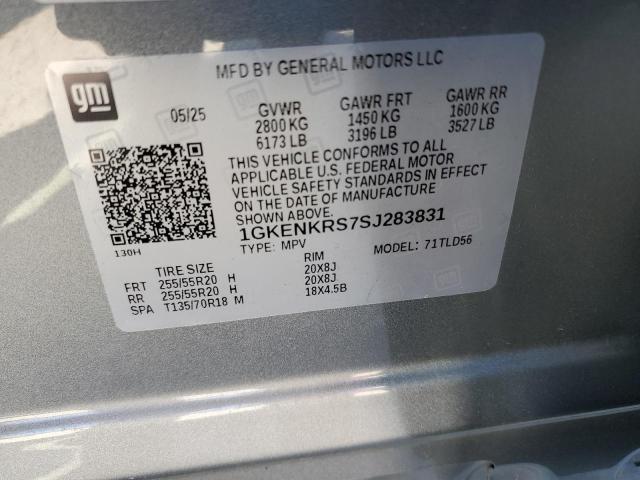 gm
MFD BY GENERAL MOTORS LLC
05/25 GVWR GAWR FRT GAWR RR
2800 KG 1450 KG 1600 KG
6173 LB 3196 LB 3527 LB
THIS VEHICLE CONFORMS TO ALL
APPLICABLE U.S. FEDERAL MOTOR
VEHICLE SAFETY STANDARDS IN EFFECT
ON THE DATE OF MANUFACTURE
SHOWN ABOVE.
1GKENKRS7SJ283831
130H TYPE: MPV MODEL: 71TLD56
TIRE SIZE RIM
FRT 255/55R20 H 20X8J
RR 255/55R20 H 20X8J
SPA T135/70R18 M 18X4.5B